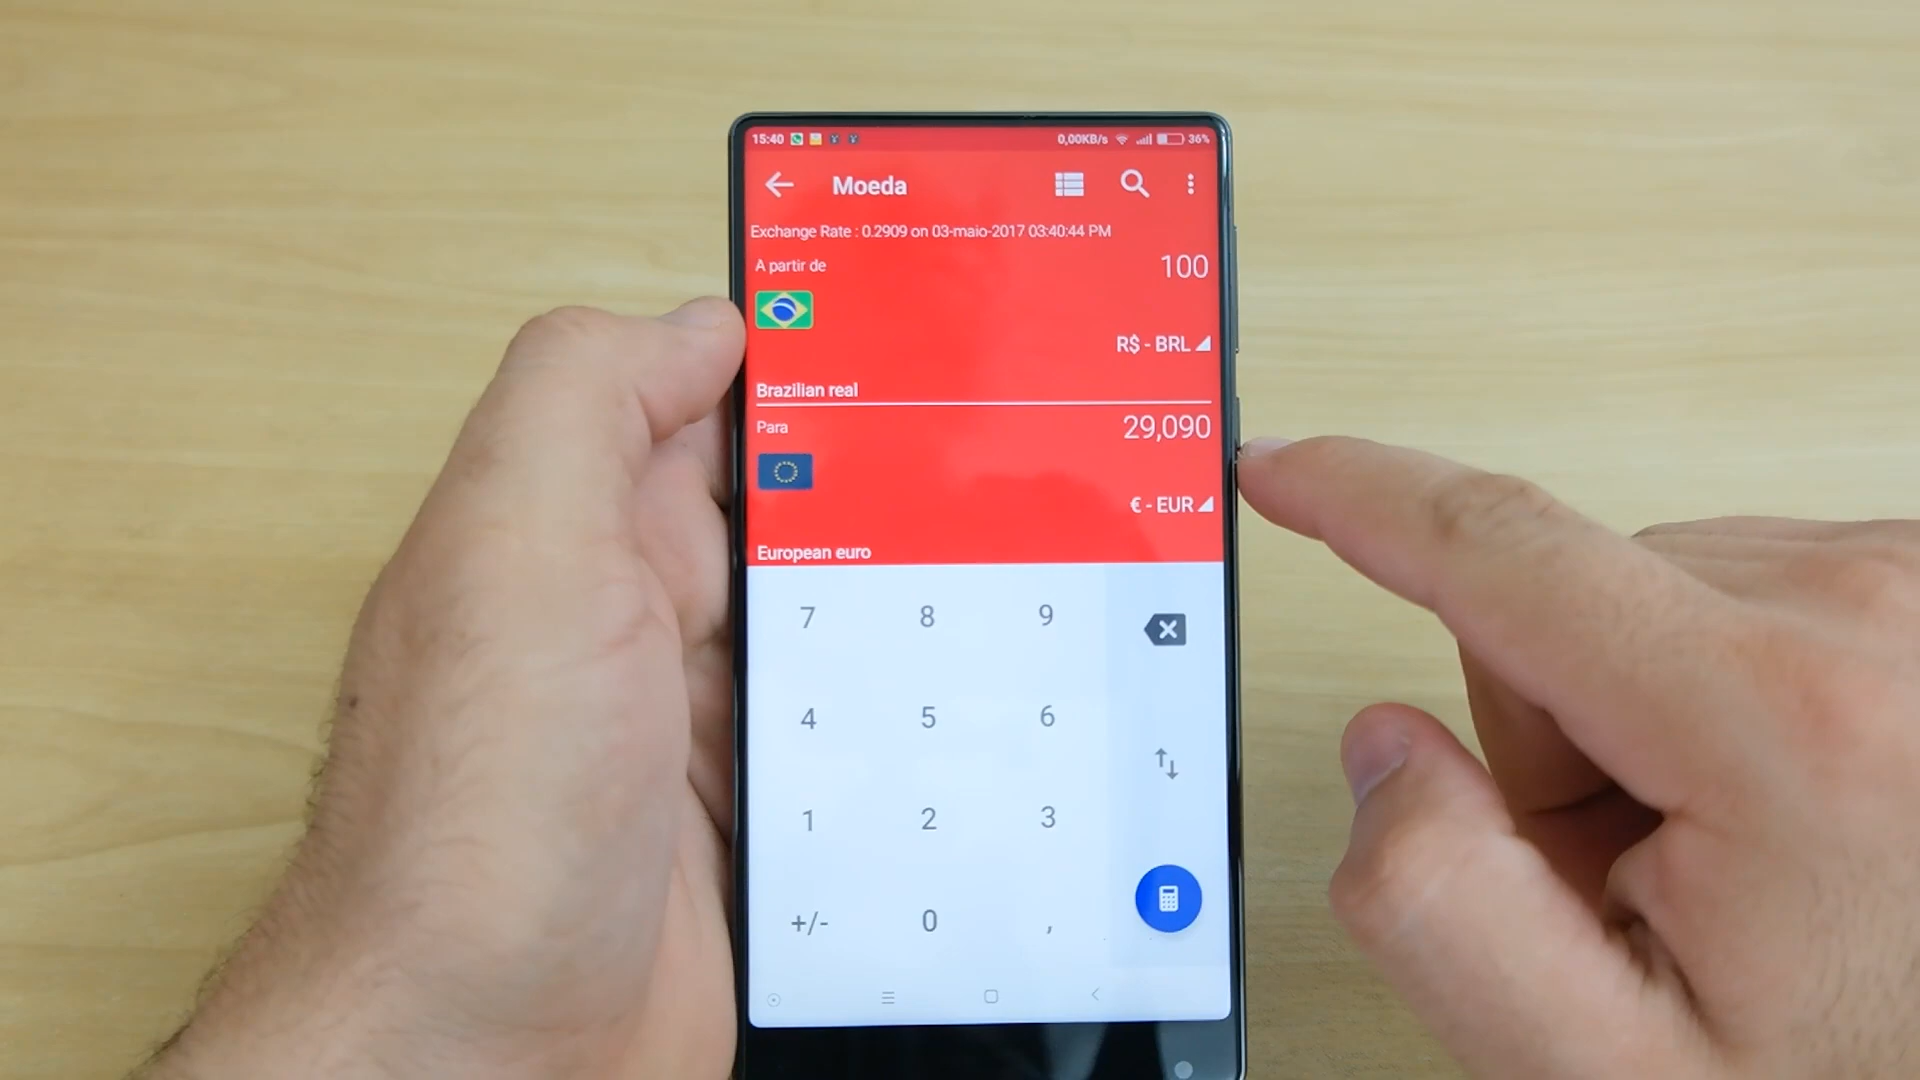 15:40 0,00KB/s 36%
Moeda
Exchange Rate : 0.2909 on 03-maio-2017 03:40:44 PM
A partir de 100
R$ - BRL
Brazilian real
Para 29,090
€ - EUR
European euro
7 8 9
4 5 6
1 2 3
+/- 0 ,